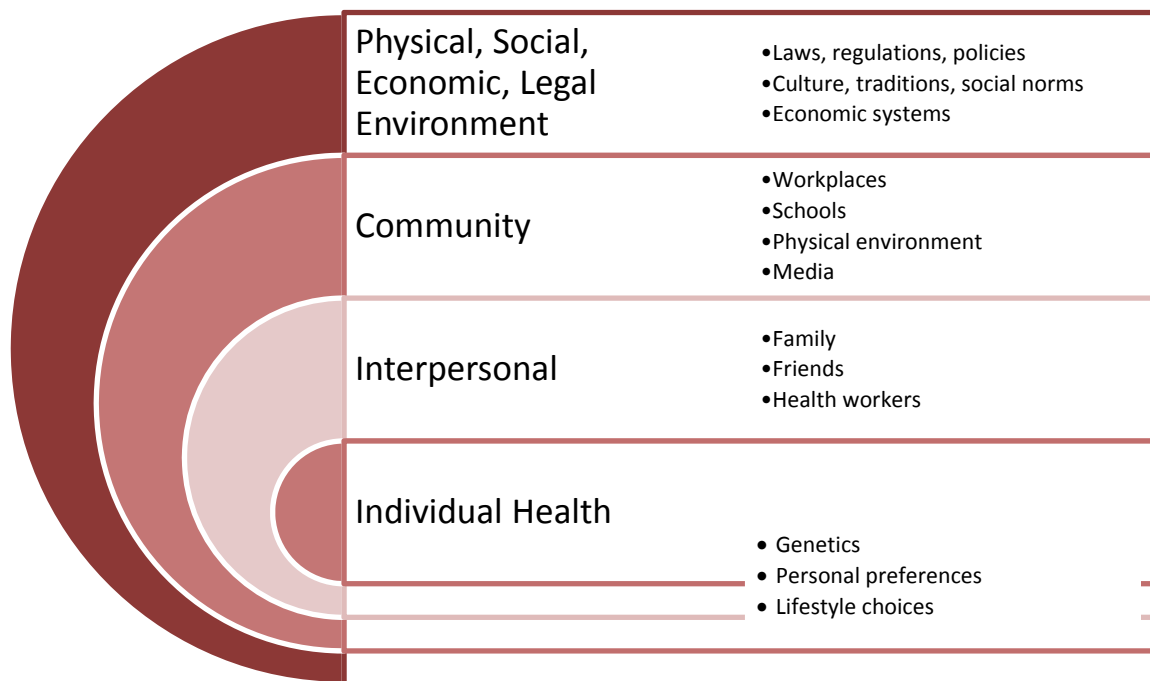 Physical, Social,
Economic, Legal
Environment
•Laws, regulations, policies
•Culture, traditions, social norms
•Economic systems
Community
•Workplaces
•Schools
•Physical environment
•Media
Interpersonal
•Family
•Friends
•Health workers
Individual Health
• Genetics
• Personal preferences
• Lifestyle choices